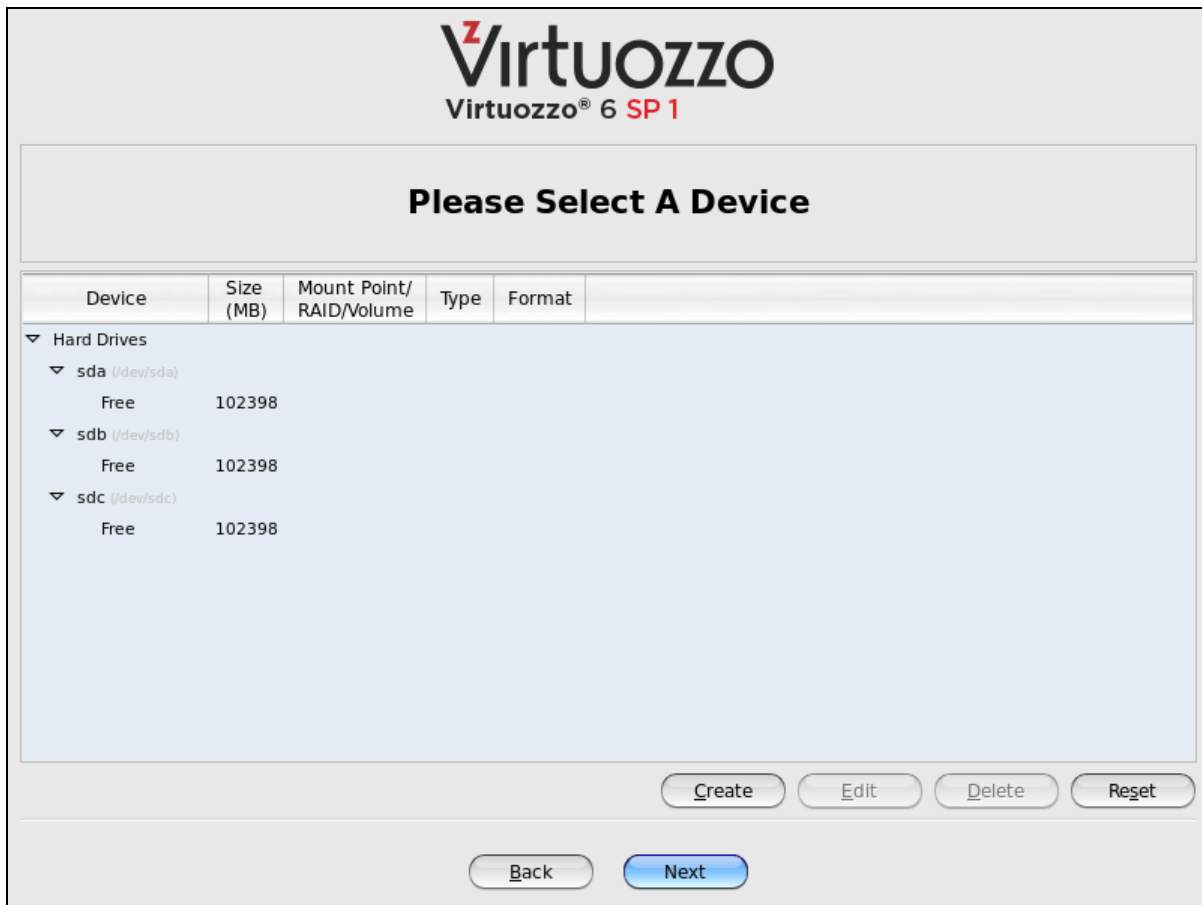 Virtuozzo
Virtuozzo® 6 SP 1
Please Select A Device
Device Size (MB) Mount Point/ RAID/Volume Type Format
Hard Drives
sda (/dev/sda)
Free 102398
sdb (/dev/sdb)
Free 102398
sdc (/dev/sdc)
Free 102398
Create Edit Delete Reset
Back Next